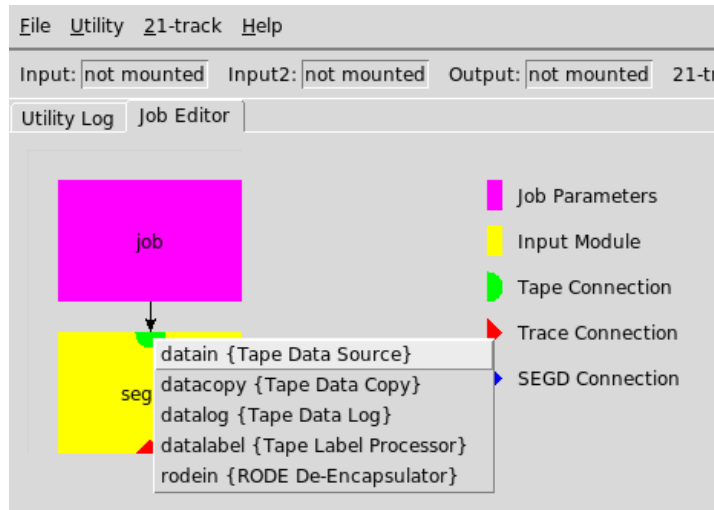 File Utility 21-track Help
Input: not mounted Input2: not mounted Output: not mounted 21-t
Utility Log Job Editor
job
Job Parameters
Input Module
Tape Connection
Trace Connection
SEGD Connection
seg
datain {Tape Data Source}
datacopy {Tape Data Copy}
datalog {Tape Data Log}
datalabel {Tape Label Processor}
rodein {RODE De-Encapsulator}